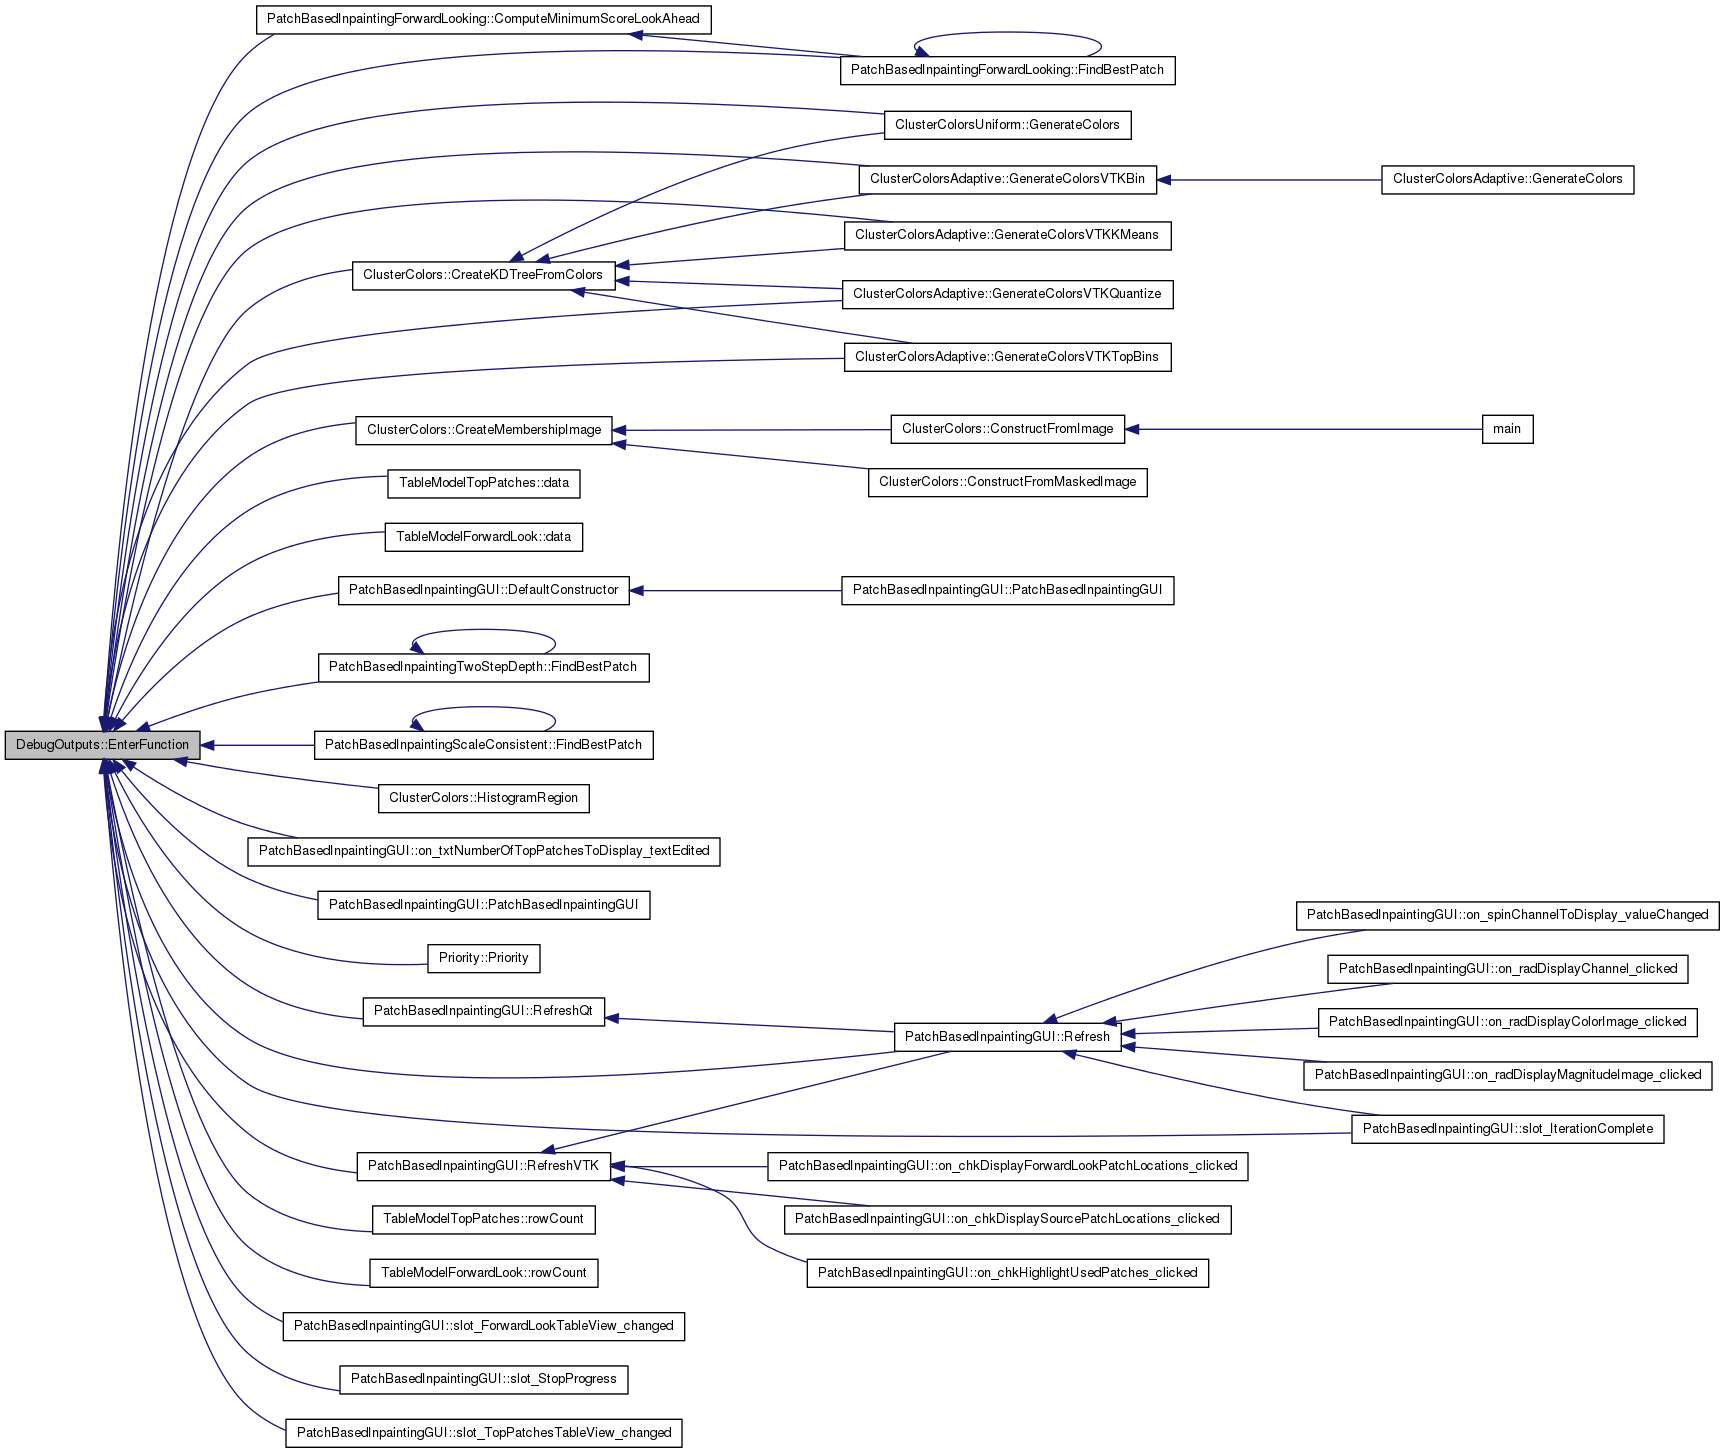 PatchBasedInpaintingForwardLooking::ComputeMinimumScoreLookAhead
PatchBasedInpaintingForwardLooking::FindBestPatch
ClusterColorsUniform::GenerateColors
ClusterColorsAdaptive::GenerateColorsVTKBin
ClusterColorsAdaptive::GenerateColors
ClusterColorsAdaptive::GenerateColorsVTKKMeans
ClusterColors::CreateKDTreeFromColors
ClusterColorsAdaptive::GenerateColorsVTKQuantize
ClusterColorsAdaptive::GenerateColorsVTKTopBins
ClusterColors::CreateMembershipImage
ClusterColors::ConstructFromImage
main
ClusterColors::ConstructFromMaskedImage
TableModelTopPatches::data
TableModelForwardLook::data
PatchBasedInpaintingGUI::DefaultConstructor
PatchBasedInpaintingGUI::PatchBasedInpaintingGUI
PatchBasedInpaintingTwoStepDepth::FindBestPatch
DebugOutputs::EnterFunction
PatchBasedInpaintingScaleConsistent::FindBestPatch
ClusterColors::HistogramRegion
PatchBasedInpaintingGUI::on_txtNumberOfTopPatchesToDisplay_textEdited
PatchBasedInpaintingGUI::PatchBasedInpaintingGUI
PatchBasedInpaintingGUI::on_spinChannelToDisplay_valueChanged
Priority::Priority
PatchBasedInpaintingGUI::on_radDisplayChannel_clicked
PatchBasedInpaintingGUI::RefreshQt
PatchBasedInpaintingGUI::on_radDisplayColorImage_clicked
PatchBasedInpaintingGUI::Refresh
PatchBasedInpaintingGUI::on_radDisplayMagnitudeImage_clicked
PatchBasedInpaintingGUI::slot_IterationComplete
PatchBasedInpaintingGUI::RefreshVTK
PatchBasedInpaintingGUI::on_chkDisplayForwardLookPatchLocations_clicked
TableModelTopPatches::rowCount
PatchBasedInpaintingGUI::on_chkDisplaySourcePatchLocations_clicked
TableModelForwardLook::rowCount
PatchBasedInpaintingGUI::on_chkHighlightUsedPatches_clicked
PatchBasedInpaintingGUI::slot_ForwardLookTableView_changed
PatchBasedInpaintingGUI::slot_StopProgress
PatchBasedInpaintingGUI::slot_TopPatchesTableView_changed